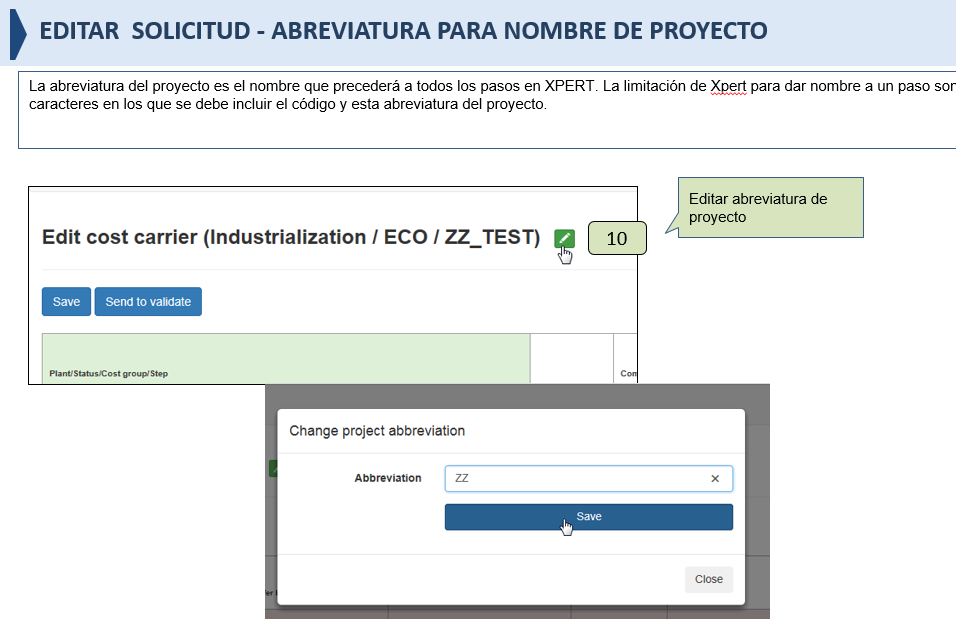 EDITAR SOLICITUD - ABREVIATURA PARA NOMBRE DE PROYECTO
La abreviatura del proyecto es el nombre que precederá a todos los pasos en XPERT. La limitación de Xpert para dar nombre a un paso son
caracteres en los que se debe incluir el código y esta abreviatura del proyecto.
Editar abreviatura de
proyecto
Edit cost carrier (Industrialization / ECO / ZZ_TEST)
10
Save Send to validate
Plant/Status/Cost group/Step
Change project abbreviation
Abbreviation ZZ
Save
Close